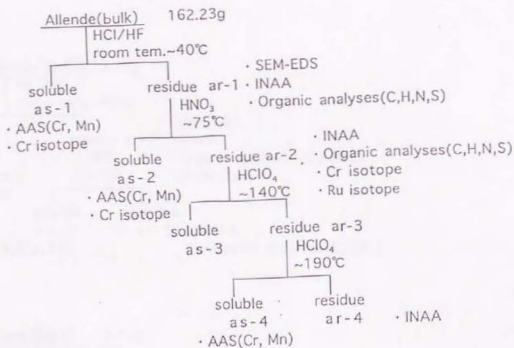 Allende(bulk) 162.23g
HCl/HF
room tem.~40℃
soluble
as-1
· AAS(Cr, Mn)
· Cr isotope
residue ar-1
· SEM-EDS
· INAA
· Organic analyses(C,H,N,S)
HNO₃
~75℃
soluble
as-2
· AAS(Cr, Mn)
· Cr isotope
residue ar-2
· INAA
· Organic analyses(C,H,N,S)
· Cr isotope
· Ru isotope
HClO₄
~140℃
soluble
as-3
residue ar-3
HClO₄
~190℃
soluble
as-4
· AAS(Cr, Mn)
residue
ar-4 · INAA